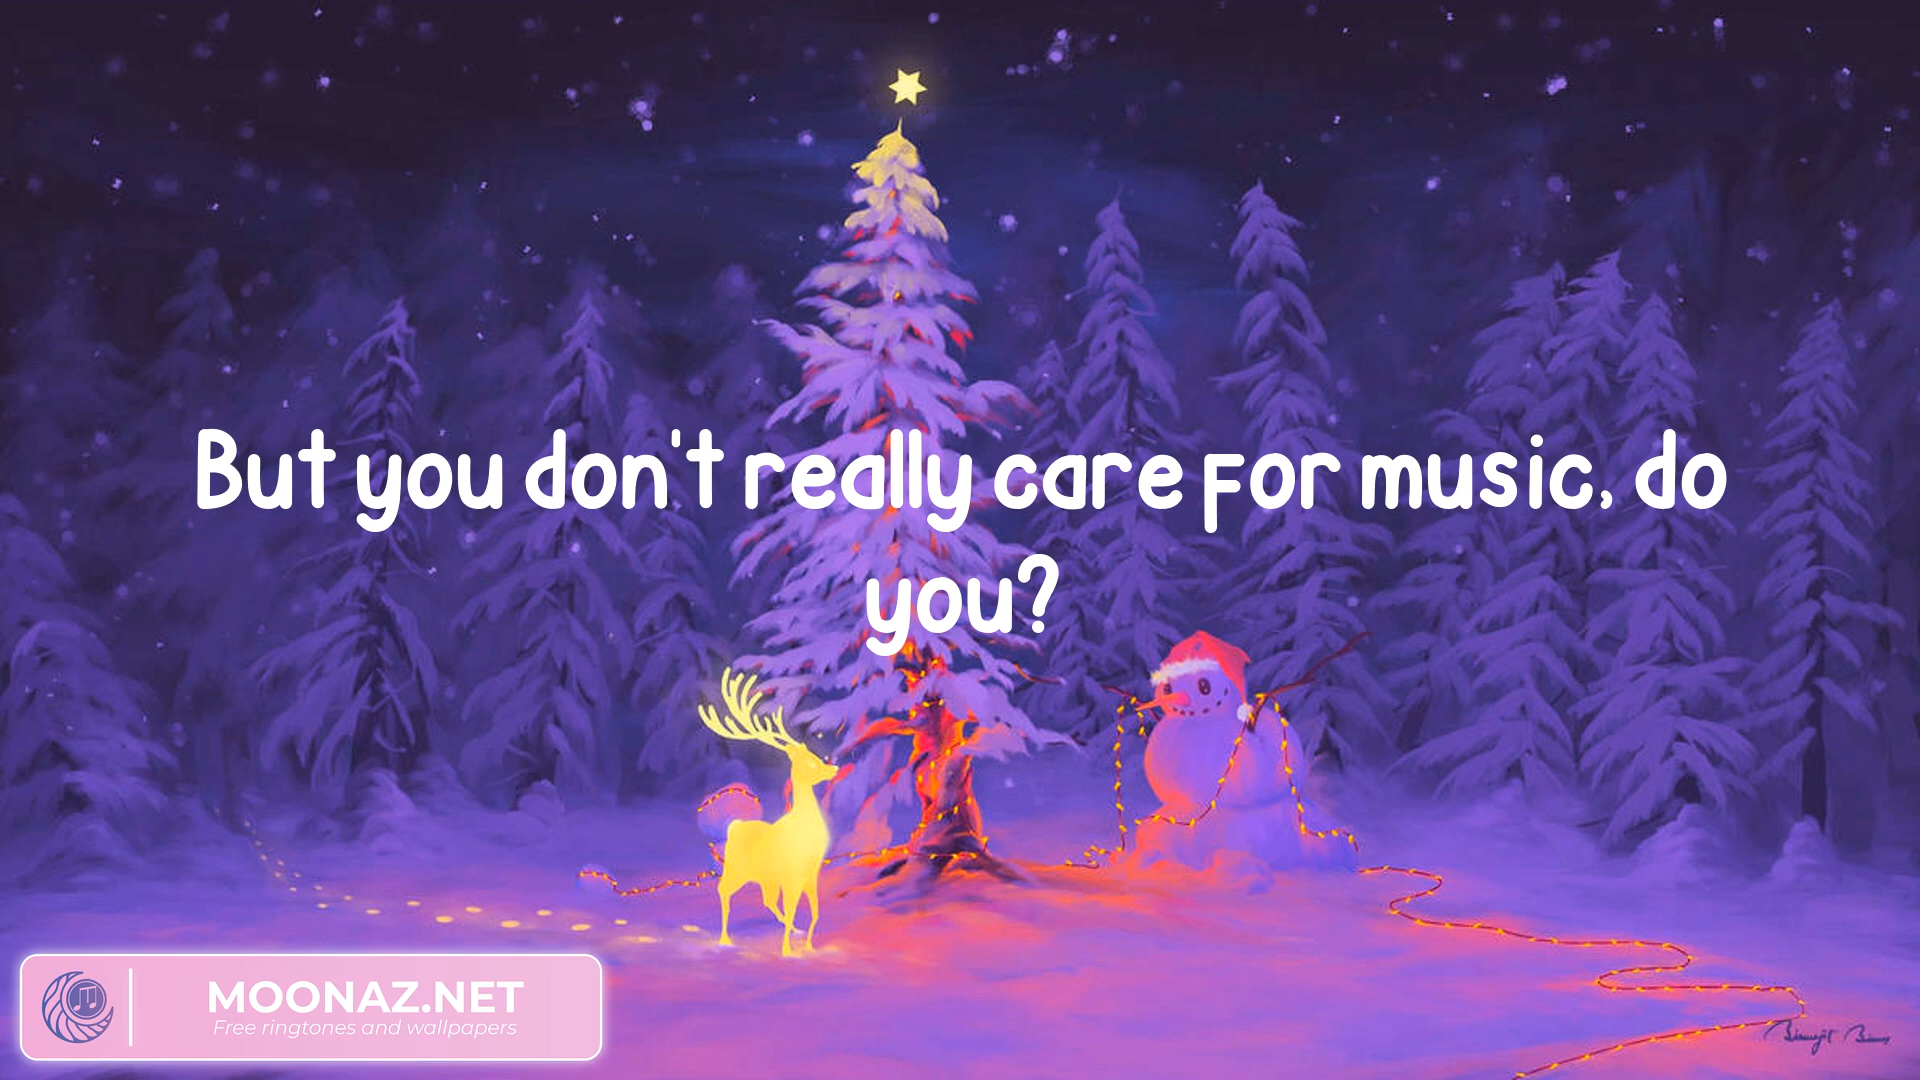 But you don't really care for music, do
you?
MOONAZ.NET
Free ringtones and wallpapers